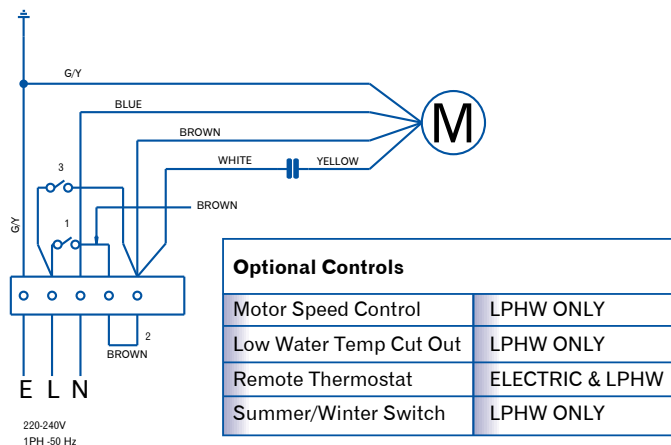 G/Y
BLUE
M
BROWN
WHITE
YELLOW
3
BROWN
1
G/Y
2
BROWN
E L N
220-240V
1PH -50 Hz
Optional Controls
Motor Speed Control LPHW ONLY
Low Water Temp Cut Out LPHW ONLY
Remote Thermostat ELECTRIC & LPHW
Summer/Winter Switch LPHW ONLY